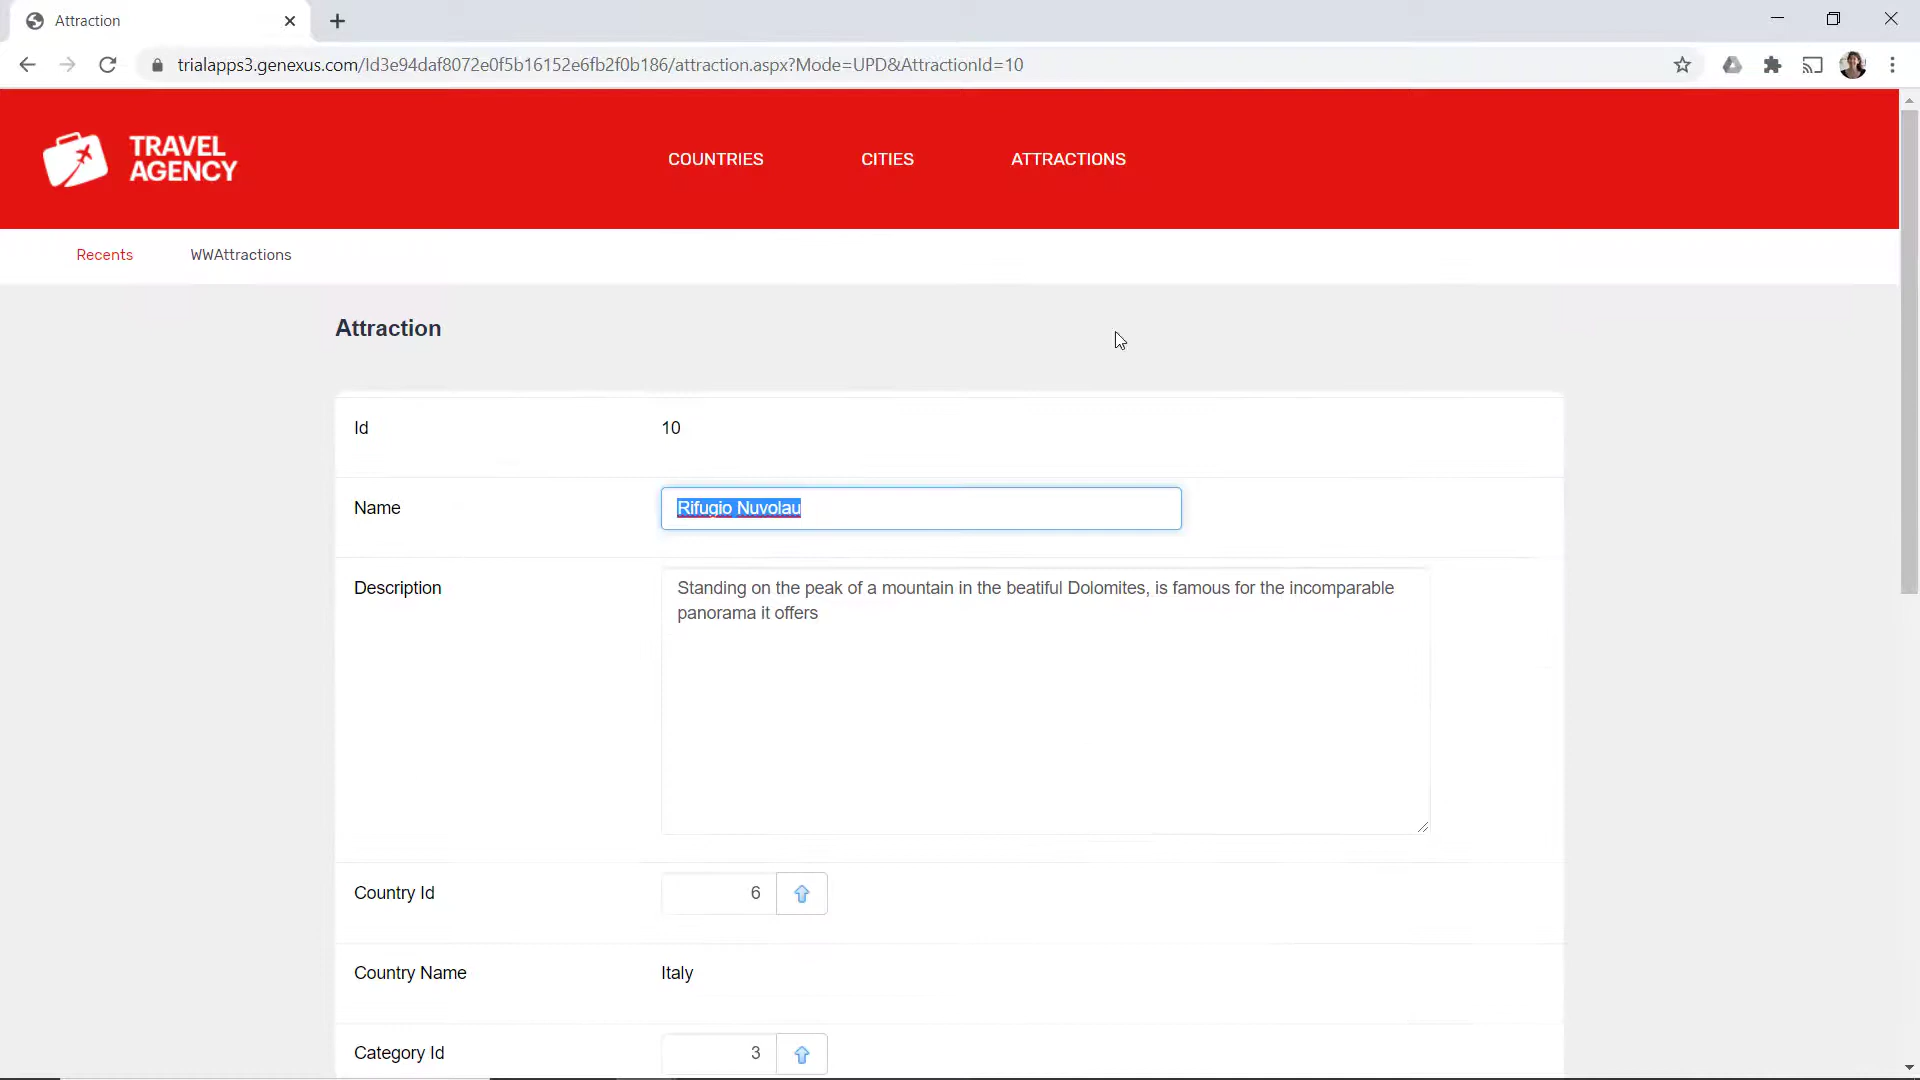 Attraction
trialapps3.genexus.com/Id3e94daf8072e0f5b16152e6fb2f0b186/attraction.aspx?Mode=UPD&AttractionId=10
TRAVEL
AGENCY
COUNTRIES
CITIES
ATTRACTIONS
Recents
WWAttractions
Attraction
Id
10
Name
Rifugio Nuvolau
Description
Standing on the peak of a mountain in the beatiful Dolomites, is famous for the incomparable
panorama it offers
Country Id
6
Country Name
Italy
Category Id
3